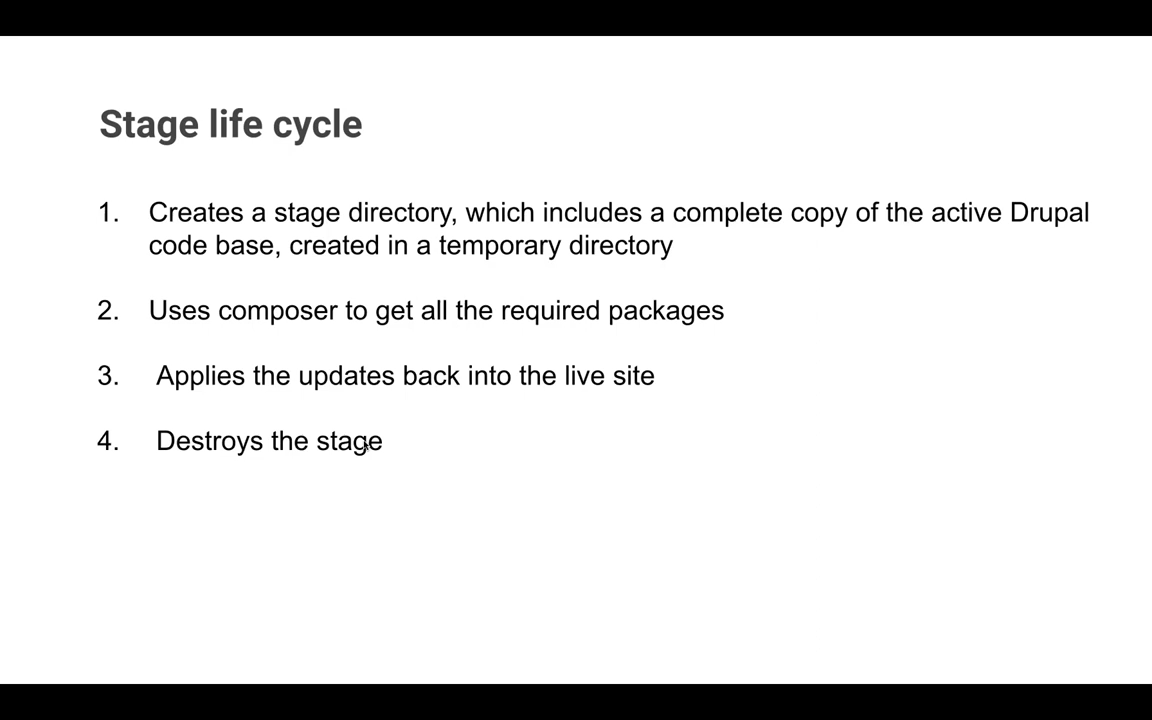 Stage life cycle
1. Creates a stage directory, which includes a complete copy of the active Drupal
code base, created in a temporary directory
2. Uses composer to get all the required packages
3. Applies the updates back into the live site
4. Destroys the stage